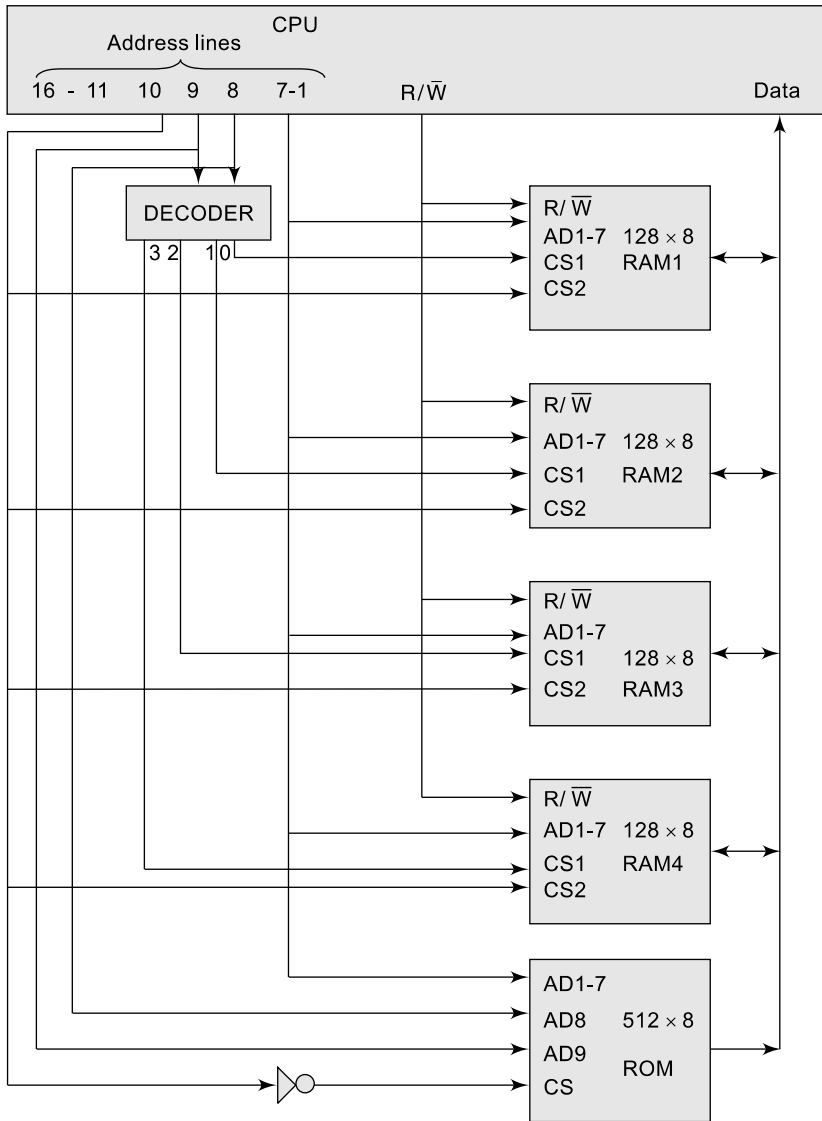 CPU
Address lines
16 - 11 10 9 8 7-1 R/W̅ Data
DECODER
3 2 1 0
R/W̅
AD1-7 128 × 8
CS1 RAM1
CS2
R/W̅
AD1-7 128 × 8
CS1 RAM2
CS2
R/W̅
AD1-7
CS1 128 × 8
CS2 RAM3
R/W̅
AD1-7 128 × 8
CS1 RAM4
CS2
AD1-7
AD8 512 × 8
AD9
ROM
CS